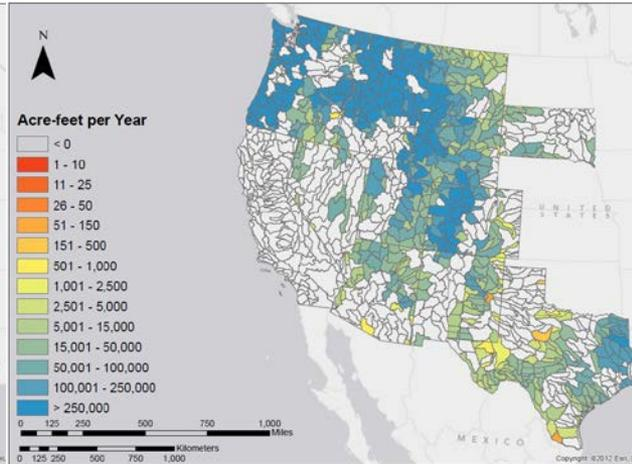 N
Acre-feet per Year
< 0
1 - 10
11 - 25
26 - 50
51 - 150
151 - 500
501 - 1,000
1,001 - 2,500
2,501 - 5,000
5,001 - 15,000
15,001 - 50,000
50,001 - 100,000
100,001 - 250,000
> 250,000
0 125 250 500 750 1,000
Miles
0 125 250 500 750 1,000
Kilometers
UNITED
STATES
MEXICO
Copyright: ©2012 Esri,